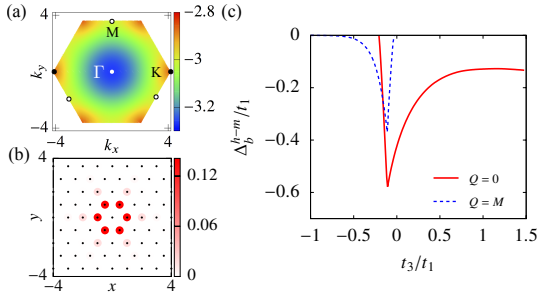 (a)
4
−4
k_y
k_x
M
Γ
K
−2.8
−3
−3.2
(b)
4
−4
y
−4
x
4
0.12
0.06
0
(c)
0
−0.2
−0.4
−0.6
Δ_b^{h−m}/t_1
Q = 0
Q = M
−1
−0.5
0
0.5
1
1.5
t_3/t_1